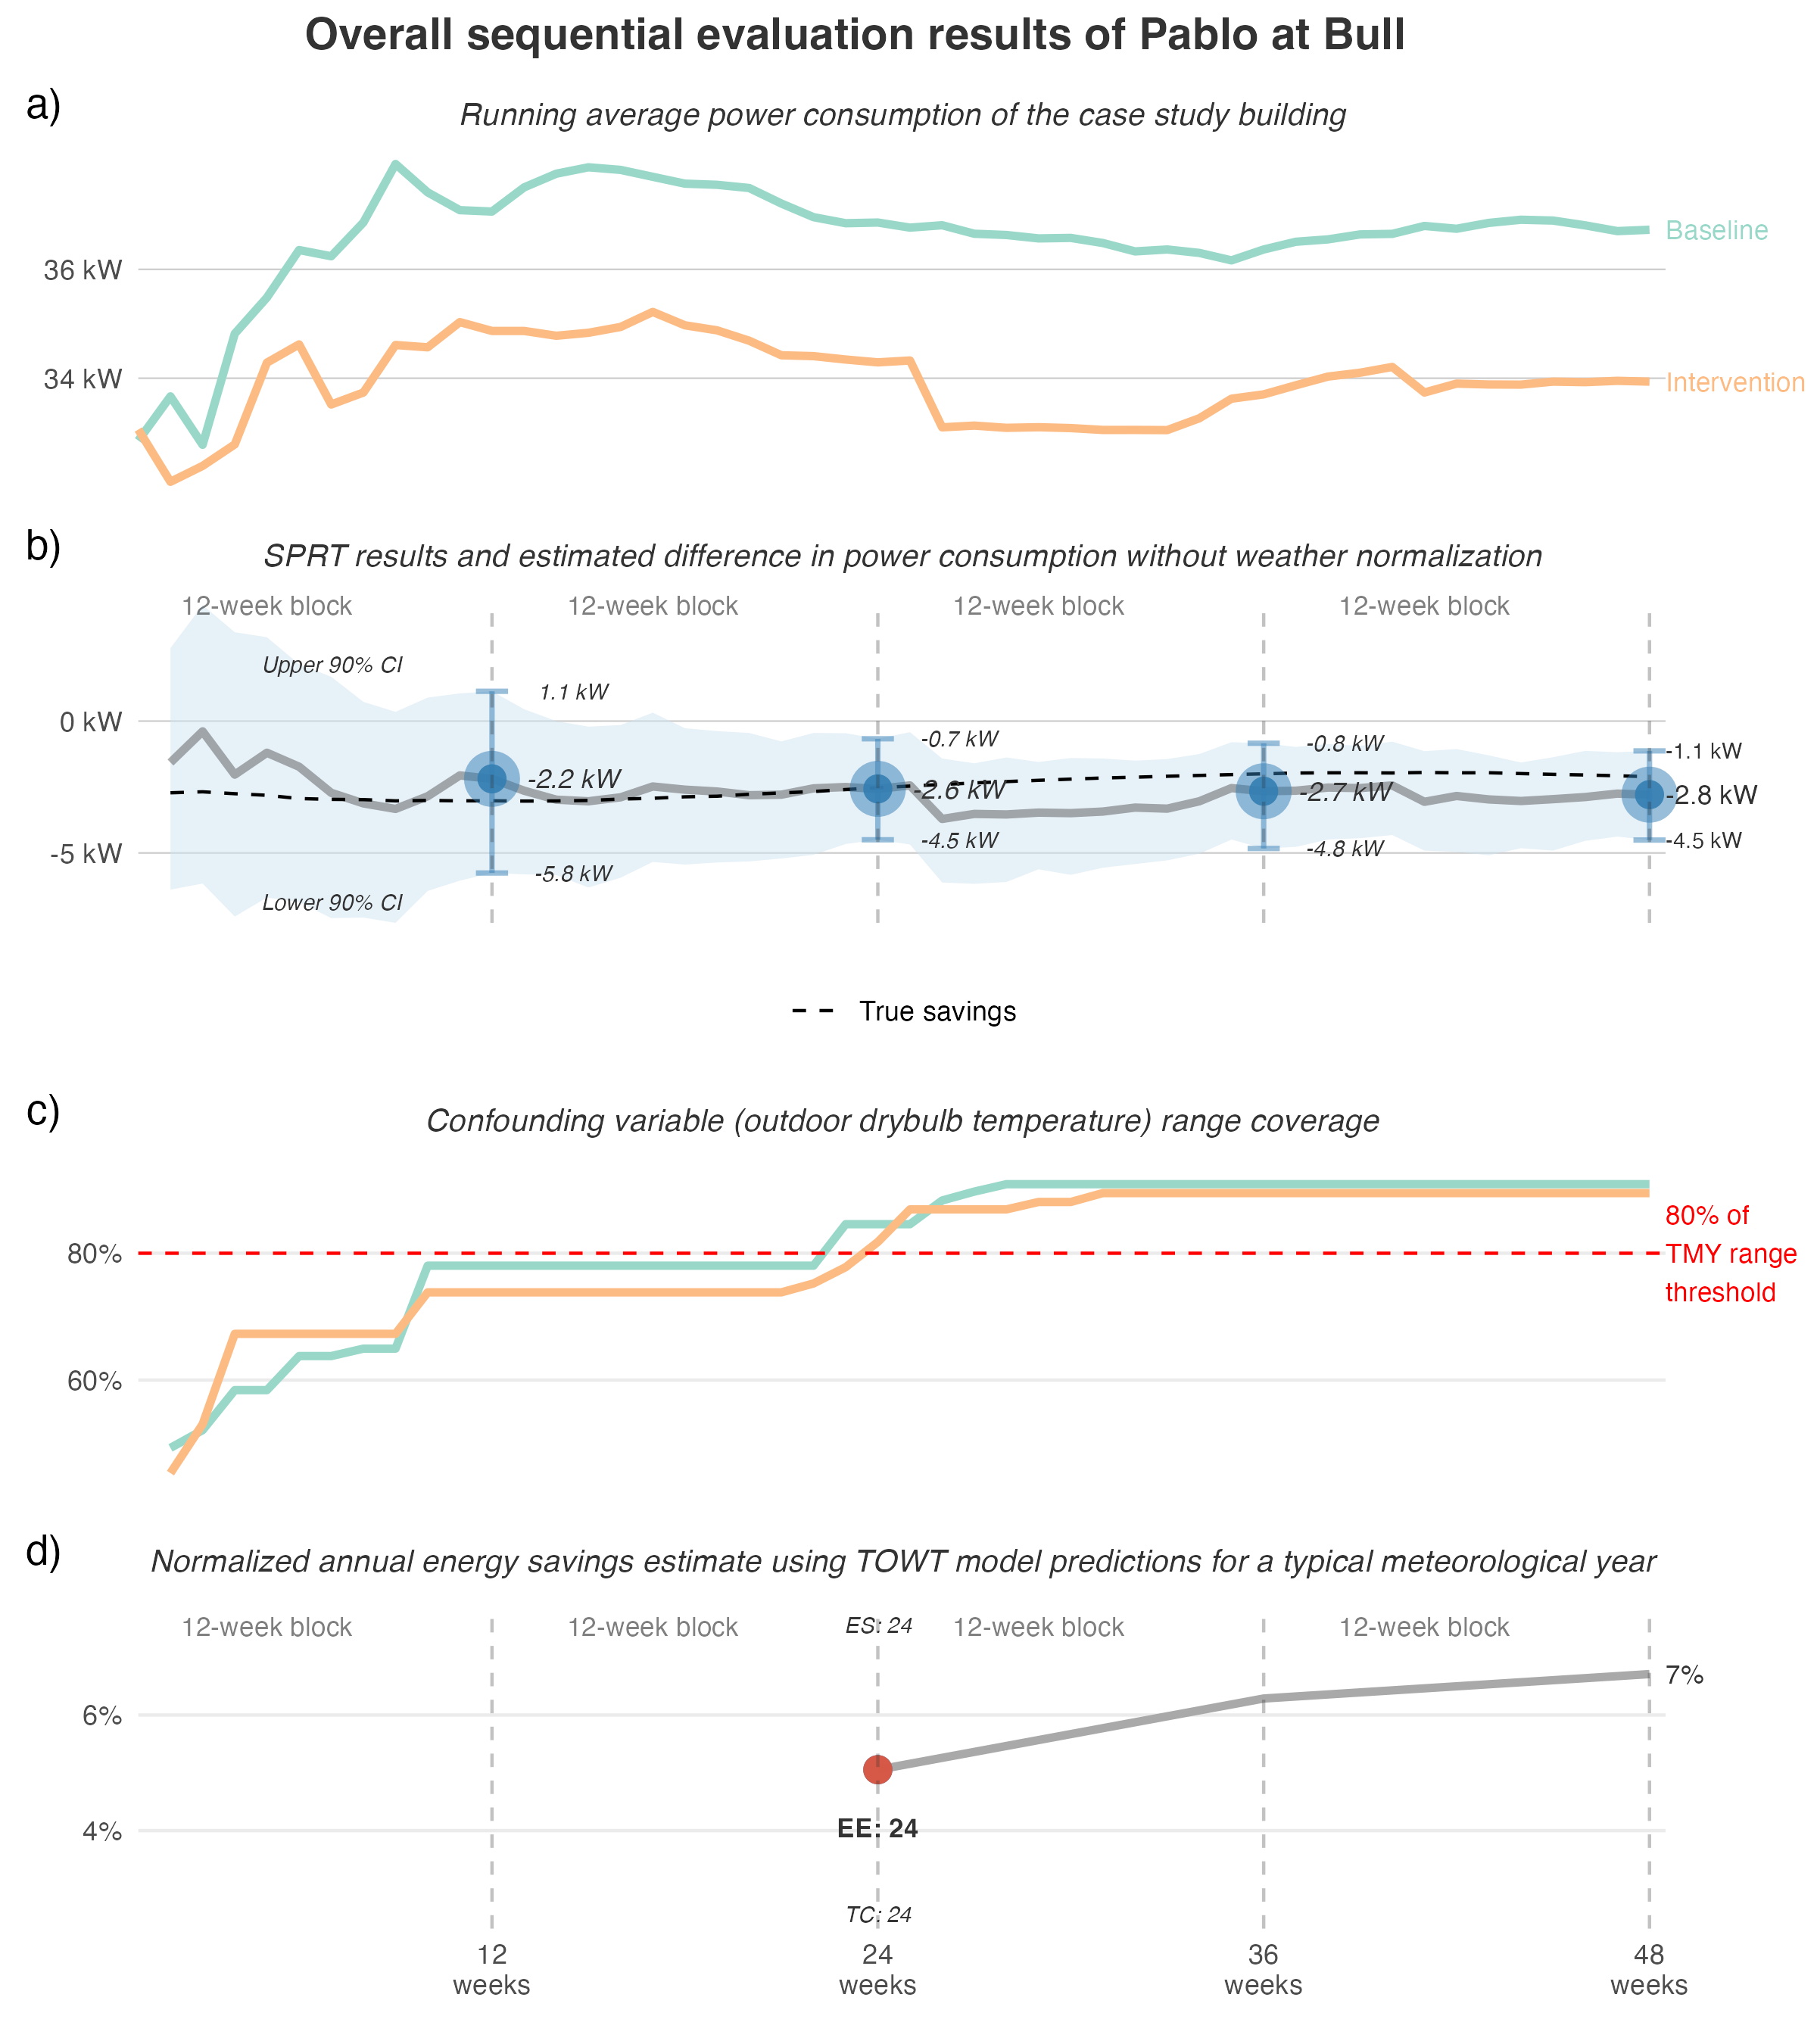 Overall sequential evaluation results of Pablo at Bull
a)
Running average power consumption of the case study building
Baseline
36 kW
34 kW
Intervention
b)
SPRT results and estimated difference in power consumption without weather normalization
12-week block 12-week block 12-week block 12-week block
Upper 90% CI
1.1 kW
0 kW
-0.7 kW
-0.8 kW
-1.1 kW
-2.2 kW
-2.6 kW
-2.7 kW
-2.8 kW
-4.5 kW
-4.5 kW
-4.8 kW
-5 kW
-5.8 kW
Lower 90% CI
True savings
c)
Confounding variable (outdoor drybulb temperature) range coverage
80% of
TMY range
threshold
80%
60%
d)
Normalized annual energy savings estimate using TOWT model predictions for a typical meteorological year
12-week block 12-week block ES: 24 12-week block 12-week block
7%
6%
4%
EE: 24
TC: 24
12 24 36 48
weeks weeks weeks weeks